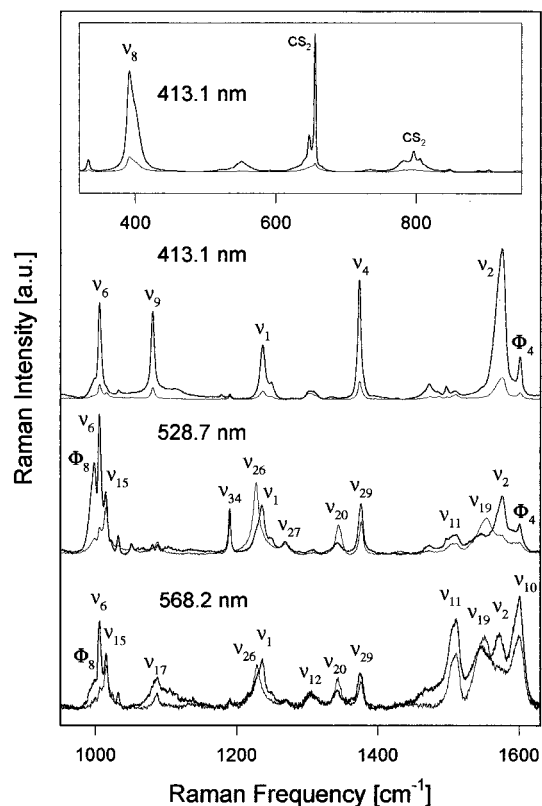 ν8
CS2
CS2
413.1 nm
400 600 800
413.1 nm
ν6
ν9
ν1
ν4
ν2
Φ4
528.7 nm
ν6
Φ8
ν15
ν34
ν26
ν1
ν27
ν20
ν29
ν11
ν19
ν2
Φ4
568.2 nm
ν6
Φ8
ν15
ν17
ν26
ν1
ν12
ν20
ν29
ν11
ν19
ν2
ν10
1000 1200 1400 1600
Raman Frequency [cm-1]
Raman Intensity [a.u.]